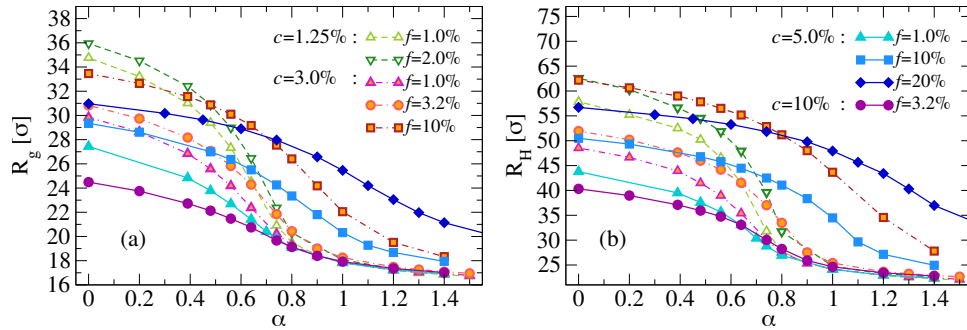 36
34
32
30
28
26
24
22
20
18
16
R_g [σ]
c=1.25% : f=1.0%
f=2.0%
c=3.0% : f=1.0%
f=3.2%
f=10%
(a)
0 0.2 0.4 0.6 0.8 1 1.2 1.4
α
65
60
55
50
45
40
35
30
25
R_H [σ]
c=5.0% : f=1.0%
f=10%
f=20%
c=10% : f=3.2%
(b)
0 0.2 0.4 0.6 0.8 1 1.2 1.4
α